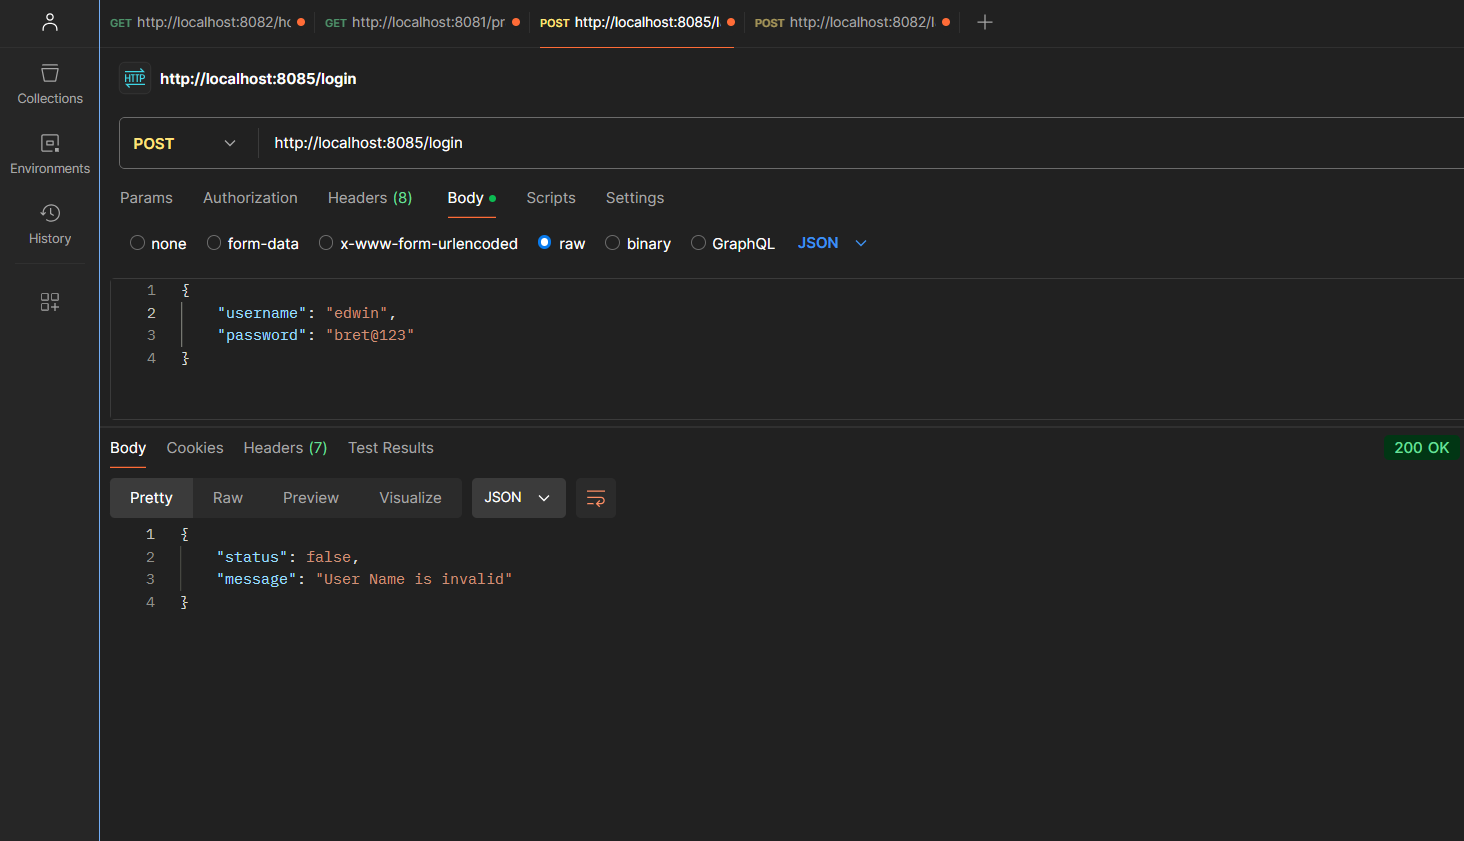 GET http://localhost:8082/hc
GET http://localhost:8081/pr
POST http://localhost:8085/l
POST http://localhost:8082/l
Collections
Environments
History
HTTP http://localhost:8085/login
POST http://localhost:8085/login
Params Authorization Headers (8) Body Scripts Settings
none form-data x-www-form-urlencoded raw binary GraphQL JSON
1 {
2 "username": "edwin",
3 "password": "bret@123"
4 }
Body Cookies Headers (7) Test Results 200 OK
Pretty Raw Preview Visualize JSON
1 {
2 "status": false,
3 "message": "User Name is invalid"
4 }